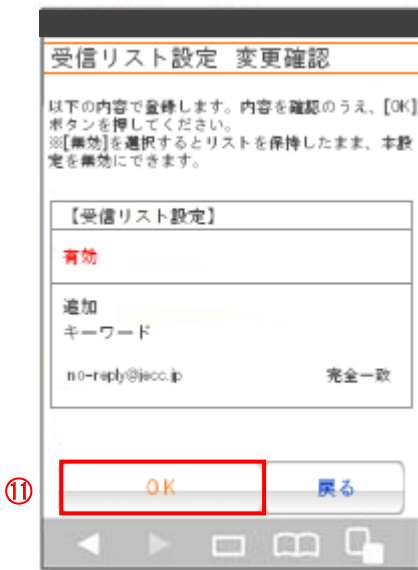 受信リスト設定 変更確認
以下の内容で登録します。内容を確認のうえ、[OK]
ボタンを押してください。
※[無効]を選択するとリストを保持したまま、本設
定を無効にできます。
【受信リスト設定】
有効
追加
キーワード
no-reply@jecc.jp 完全一致
⑪ OK 戻る